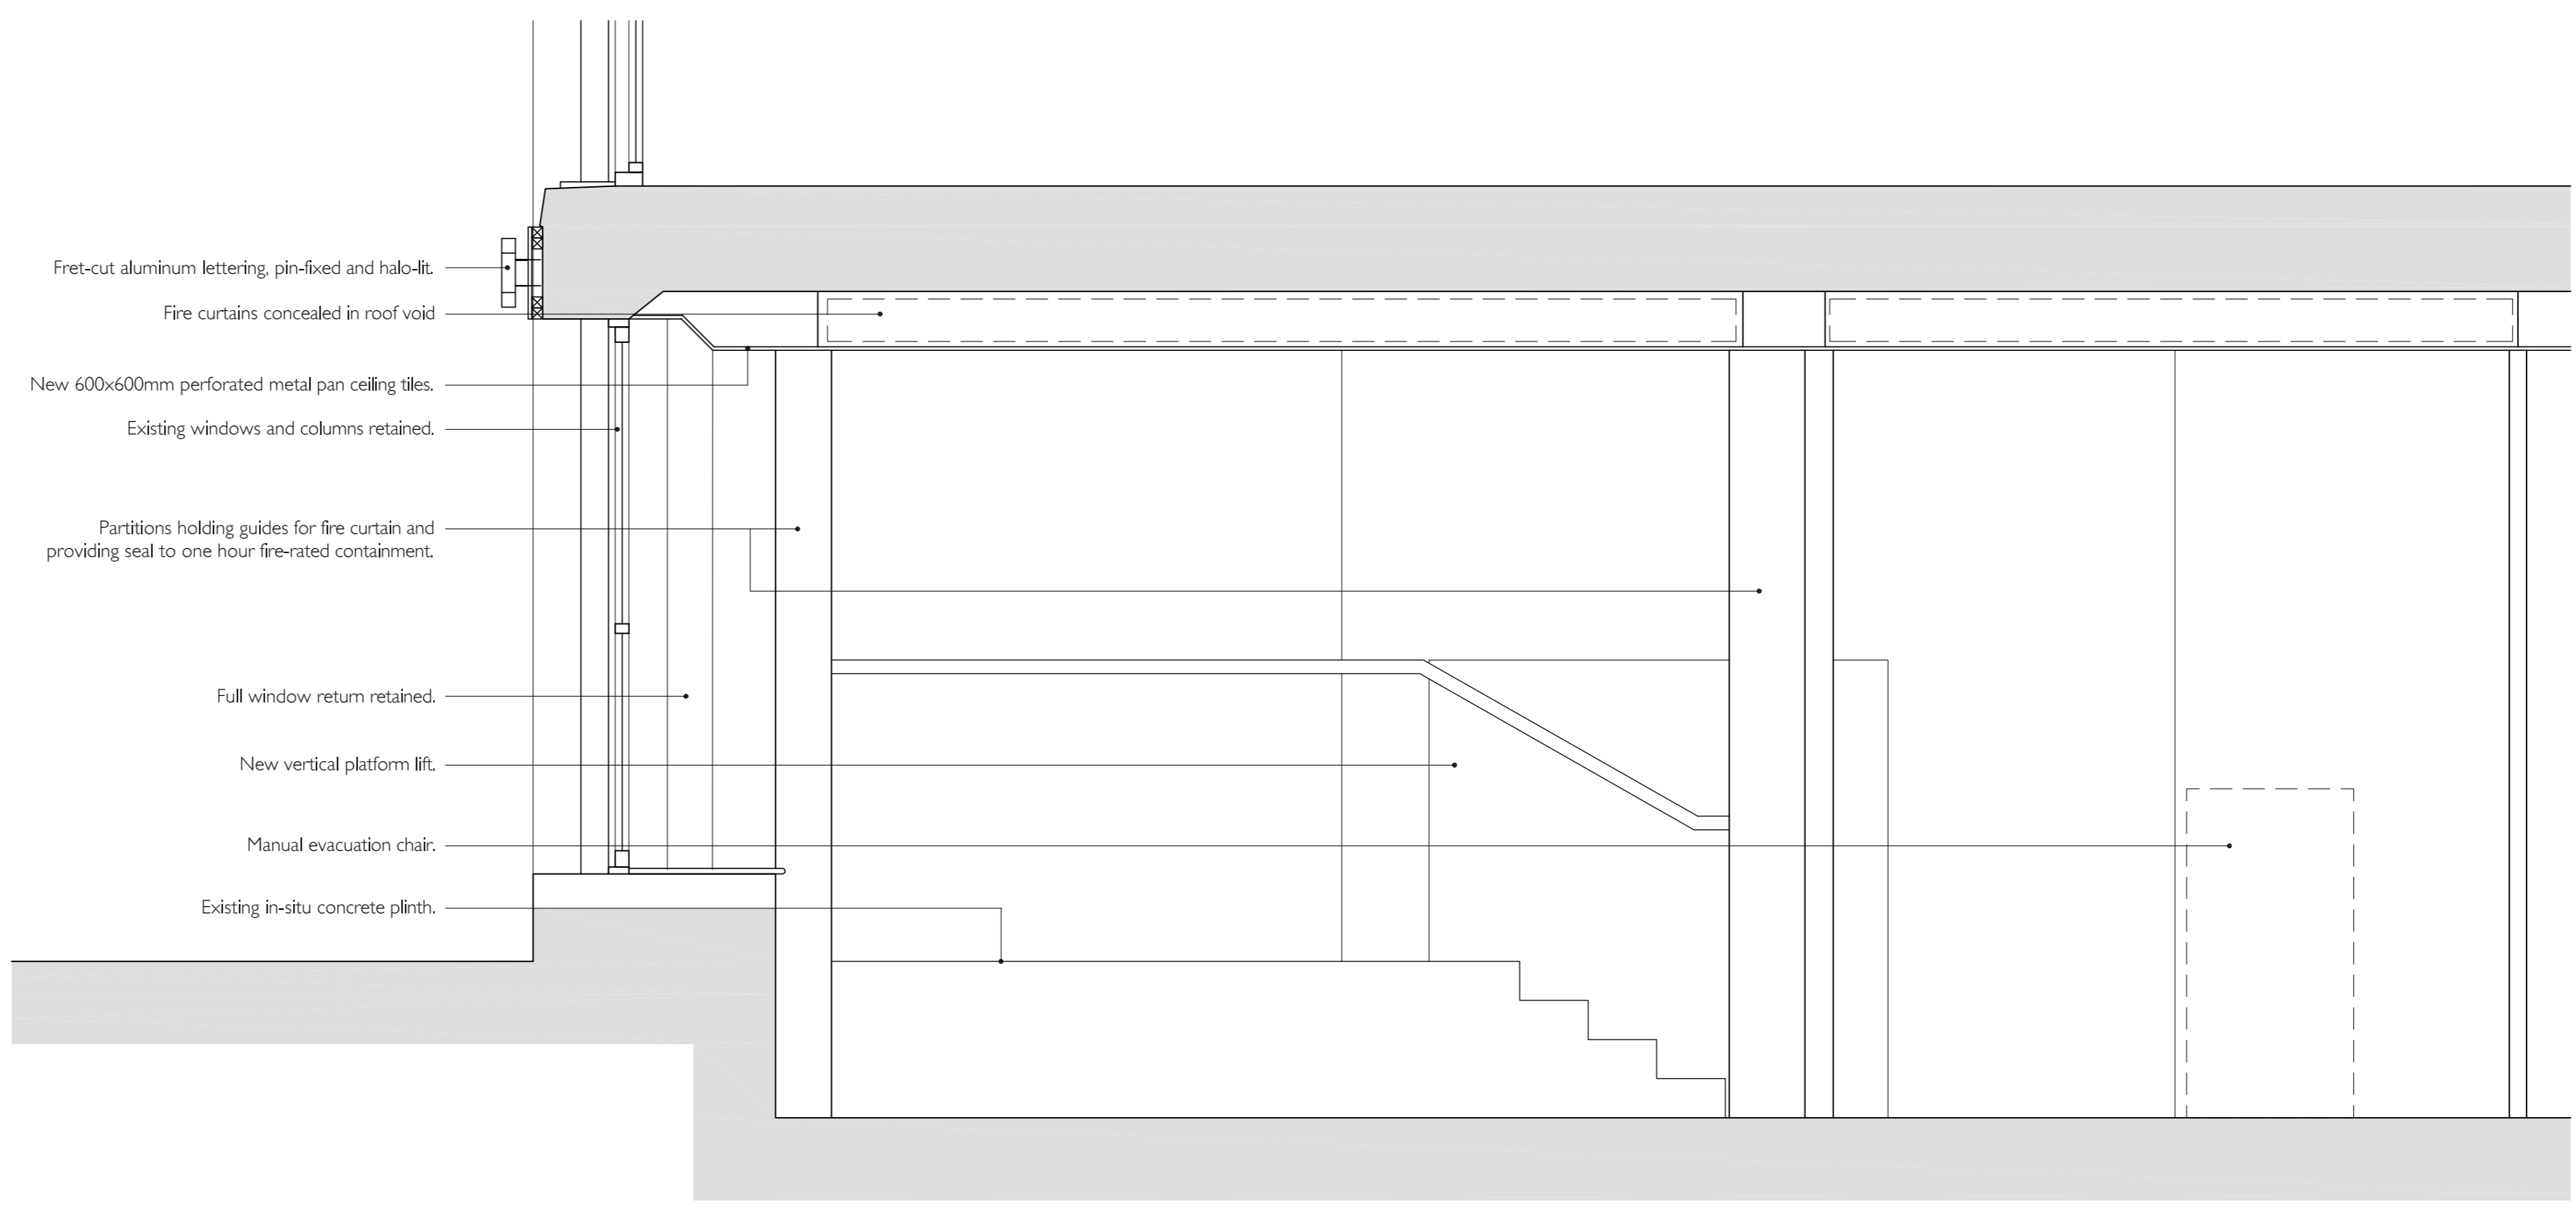 Fret-cut aluminum lettering, pin-fixed and halo-lit.
Fire curtains concealed in roof void
New 600x600mm perforated metal pan ceiling tiles.
Existing windows and columns retained.
Partitions holding guides for fire curtain and
providing seal to one hour fire-rated containment.
Full window return retained.
New vertical platform lift.
Manual evacuation chair.
Existing in-situ concrete plinth.